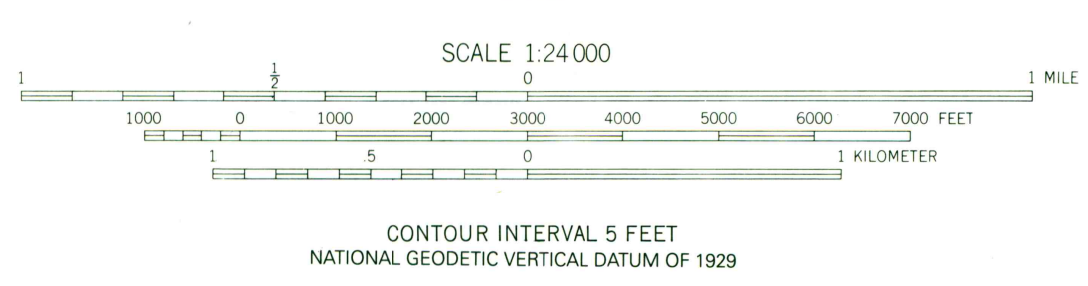 SCALE 1:24 000
1 1/2 0 1 MILE
1000 0 1000 2000 3000 4000 5000 6000 7000 FEET
1 .5 0 1 KILOMETER
CONTOUR INTERVAL 5 FEET
NATIONAL GEODETIC VERTICAL DATUM OF 1929